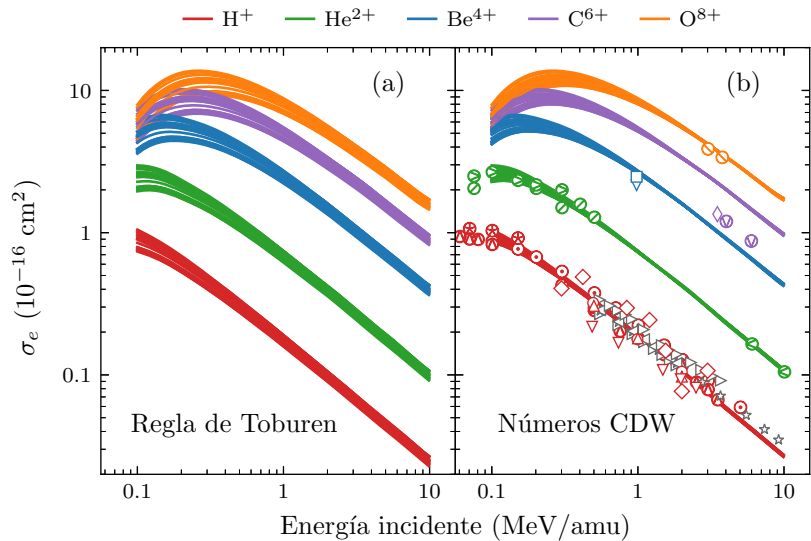 H⁺ He²⁺ Be⁴⁺ C⁶⁺ O⁸⁺
(a) (b)
10
1
0.1
σₑ (10⁻¹⁶ cm²)
Regla de Toburen Números CDW
0.1 1 10 0.1 1 10
Energía incidente (MeV/amu)